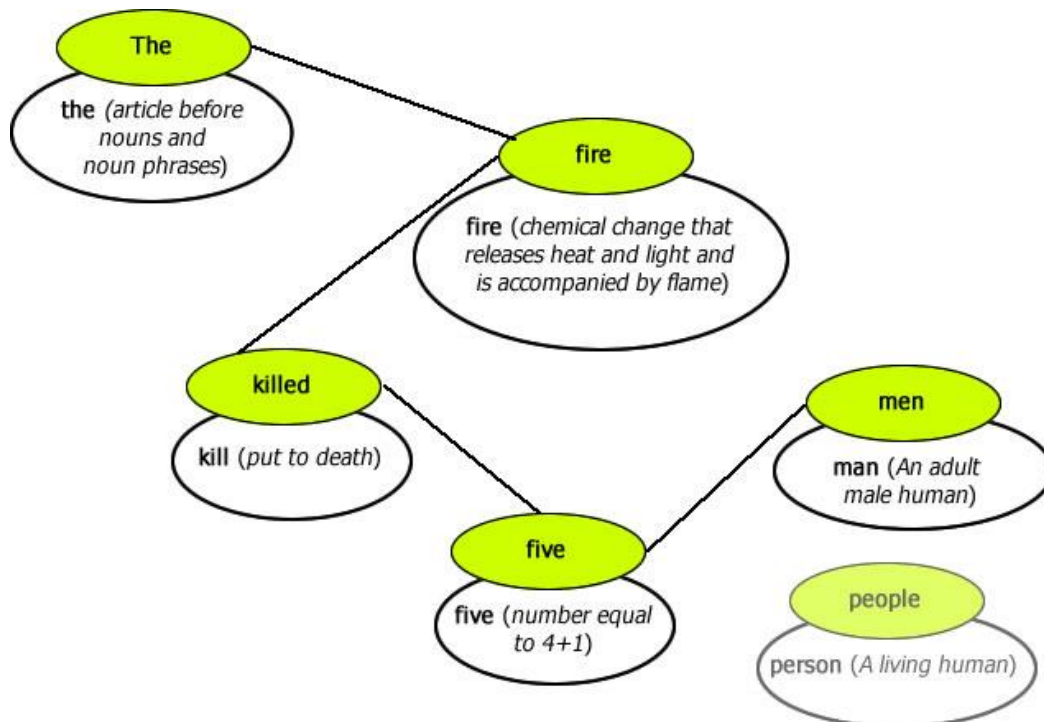 The
the (article before
nouns and
noun phrases)
fire
fire (chemical change that
releases heat and light and
is accompanied by flame)
killed
kill (put to death)
men
man (An adult
male human)
five
five (number equal
to 4+1)
people
person (A living human)